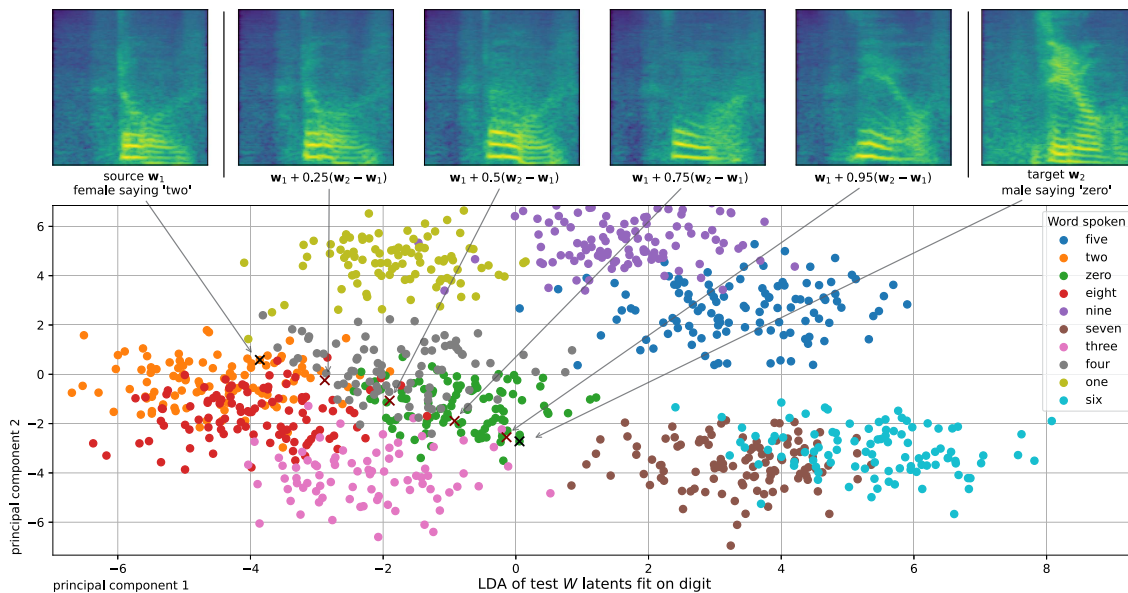 source w₁
female saying 'two'
w₁ + 0.25(w₂ − w₁)
w₁ + 0.5(w₂ − w₁)
w₁ + 0.75(w₂ − w₁)
w₁ + 0.95(w₂ − w₁)
target w₂
male saying 'zero'
Word spoken
five
two
zero
eight
nine
seven
three
four
one
six
6
4
2
0
−2
−4
−6
principal component 2
−6
−4
−2
0
2
4
6
8
principal component 1
LDA of test W latents fit on digit